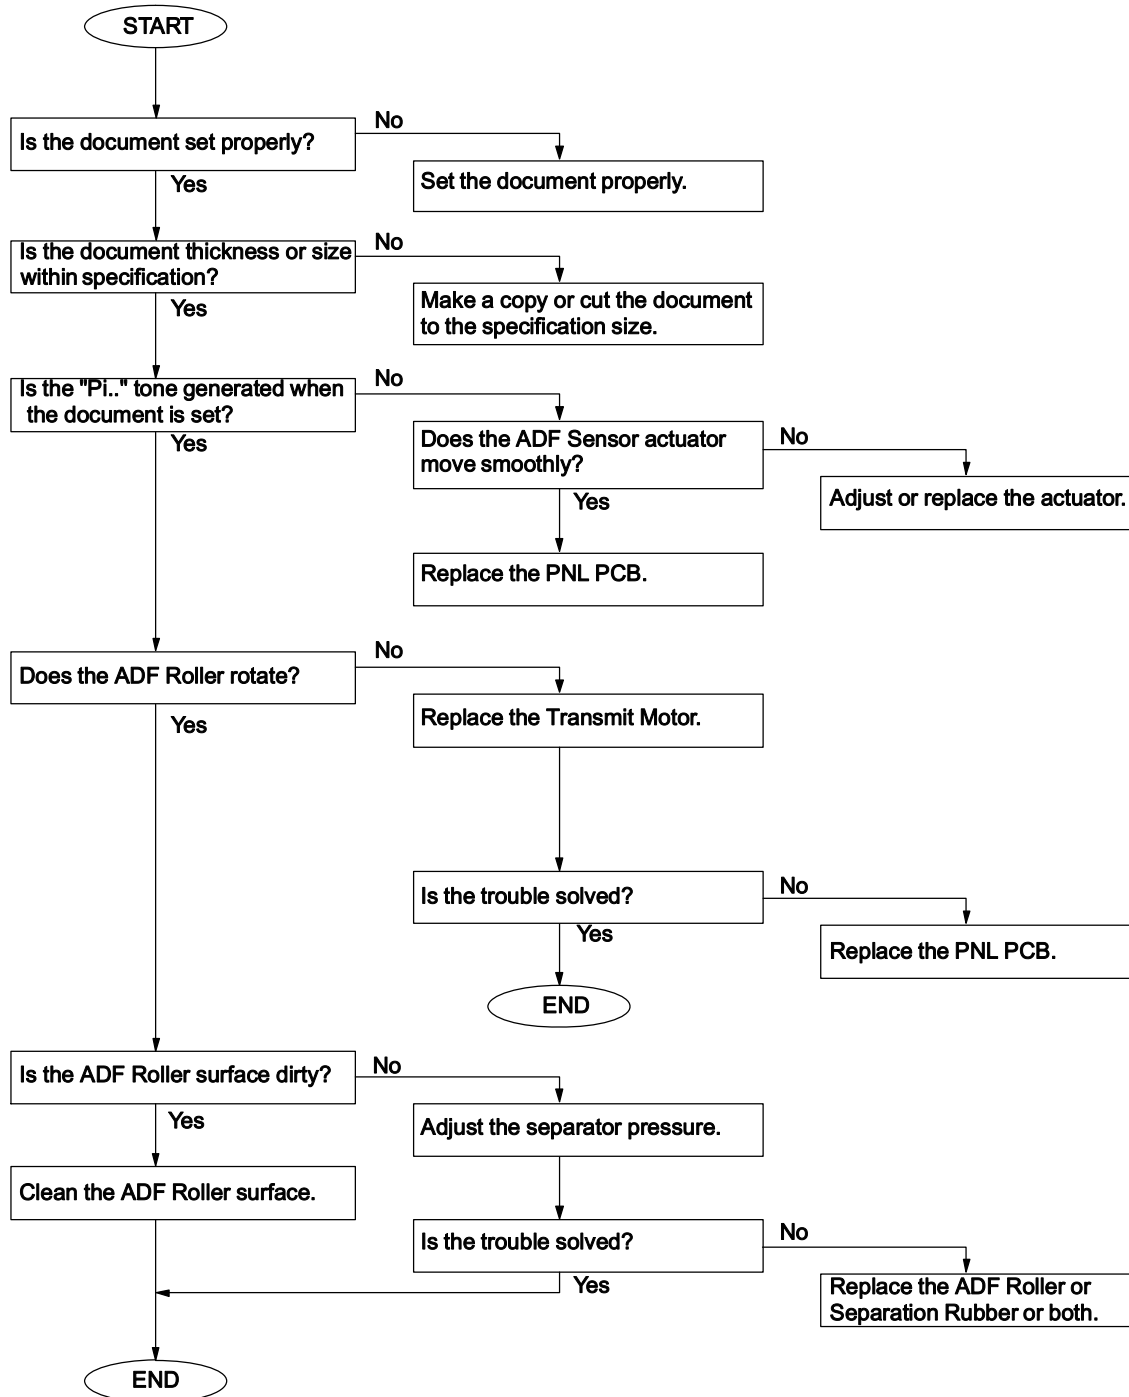 START
Is the document set properly?
No
Set the document properly.
Yes
Is the document thickness or size
within specification?
No
Make a copy or cut the document
to the specification size.
Yes
Is the "Pi.." tone generated when
the document is set?
No
Does the ADF Sensor actuator
move smoothly?
No
Adjust or replace the actuator.
Yes
Replace the PNL PCB.
Yes
Does the ADF Roller rotate?
No
Replace the Transmit Motor.
Is the trouble solved?
No
Replace the PNL PCB.
Yes
END
Yes
Is the ADF Roller surface dirty?
No
Adjust the separator pressure.
Yes
Clean the ADF Roller surface.
Is the trouble solved?
No
Replace the ADF Roller or
Separation Rubber or both.
Yes
END